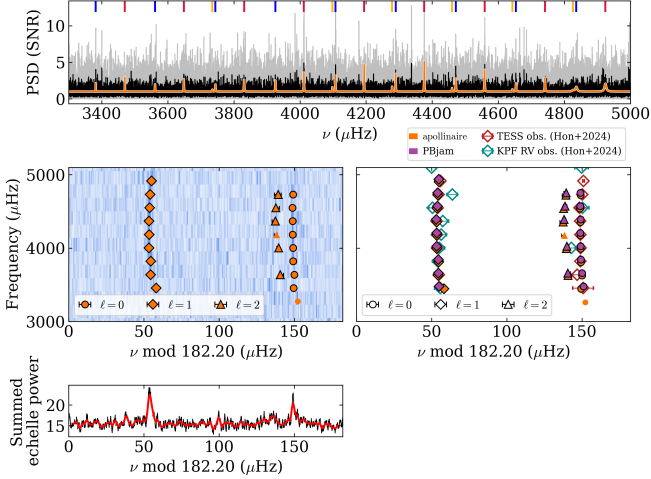 PSD (SNR)
10
5
0
3400 3600 3800 4000 4200 4400 4600 4800 5000
ν (μHz)
apollinaire
PBjam
TESS obs. (Hon+2024)
KPF RV obs. (Hon+2024)
Frequency (μHz)
5000
4000
3000
ℓ = 0 ℓ = 1 ℓ = 2
0 50 100 150
ν mod 182.20 (μHz)
5000
4000
3000
ℓ = 0 ℓ = 1 ℓ = 2
0 50 100 150
ν mod 182.20 (μHz)
Summed
echelle power
20
15
0 50 100 150
ν mod 182.20 (μHz)